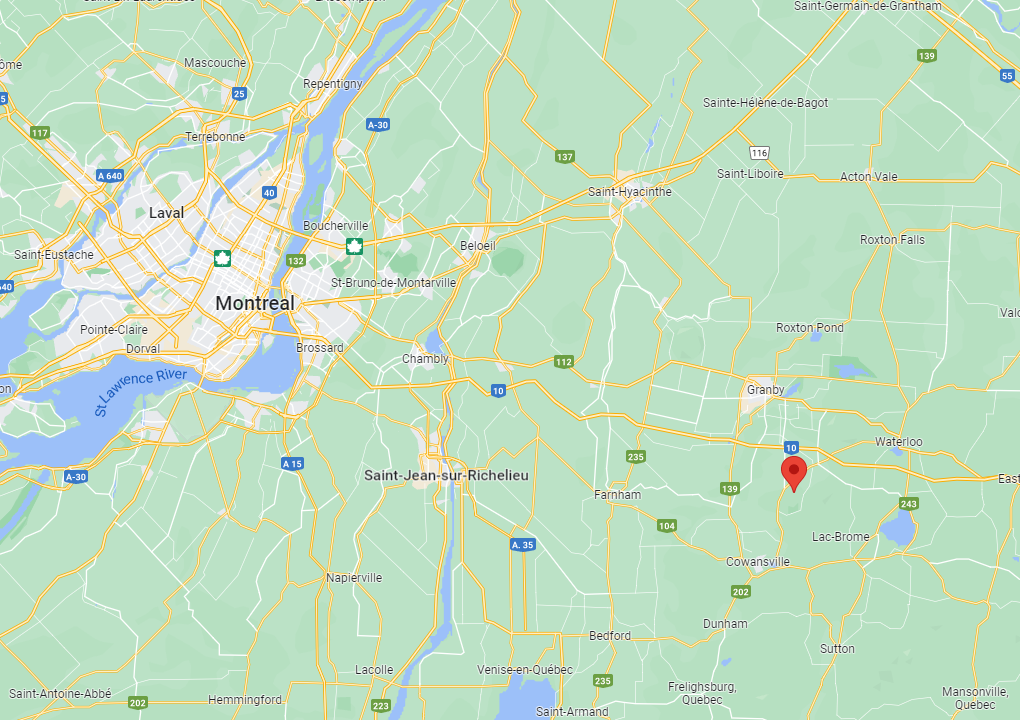 Saint-Germain-de-Grantham
Mascouche
Repentigny
25
139
55
117
A-30
Sainte-Hélène-de-Bagot
Terrebonne
137
116
A 640
40
Saint-Liboire
Acton Vale
Saint-Hyacinthe
Laval
Boucherville
Saint-Eustache
132
Beloeil
Roxton Falls
St-Bruno-de-Montarville
Montreal
Pointe-Claire
Roxton Pond
Dorval
Brossard
Chambly
112
St Lawrence River
10
Granby
Waterloo
10
235
A 15
A-30
Saint-Jean-sur-Richelieu
139
Farnham
243
104
Lac-Brome
A. 35
Cowansville
Napierville
202
Dunham
Bedford
Sutton
Lacolle
Venise-en-Québec
235
Saint-Antoine-Abbé
202
Hemmingford
223
Frelighsburg,
Quebec
Saint-Armand
Mansonville,
Quebec